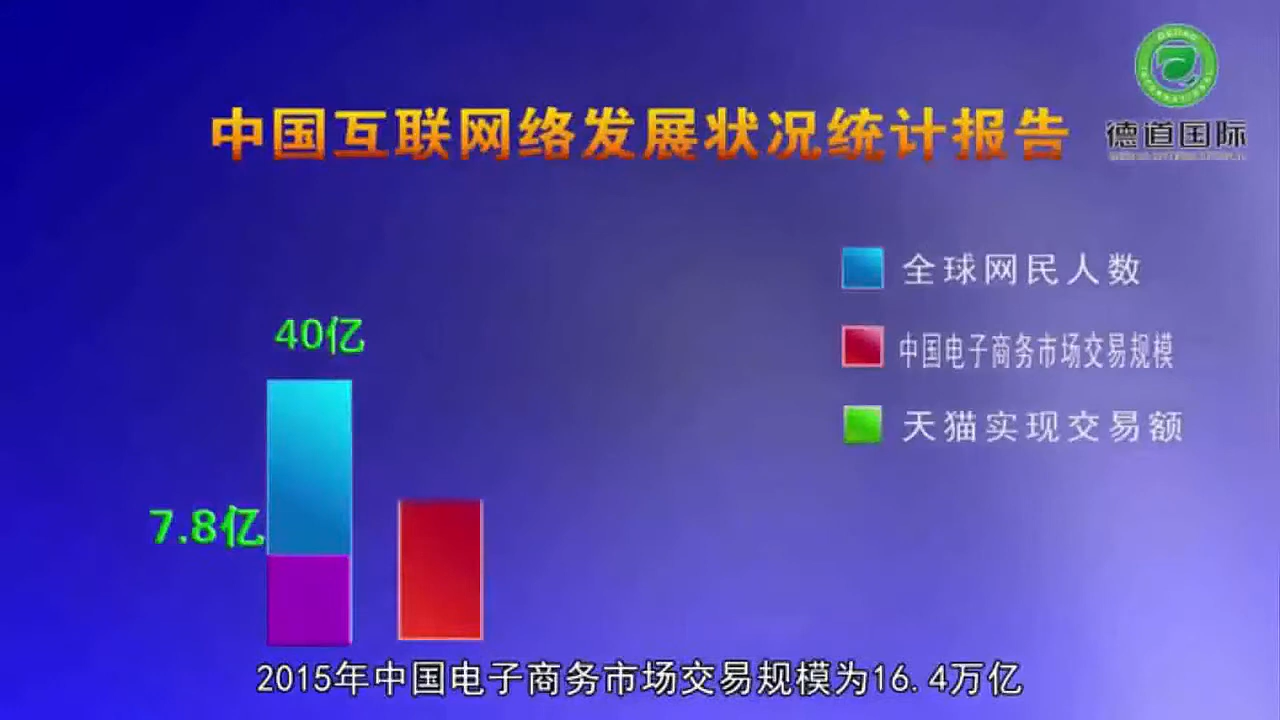 中国互联网络发展状况统计报告
德道国际
全球网民人数
中国电子商务市场交易规模
天猫实现交易额
40亿
7.8亿
2015年中国电子商务市场交易规模为16.4万亿